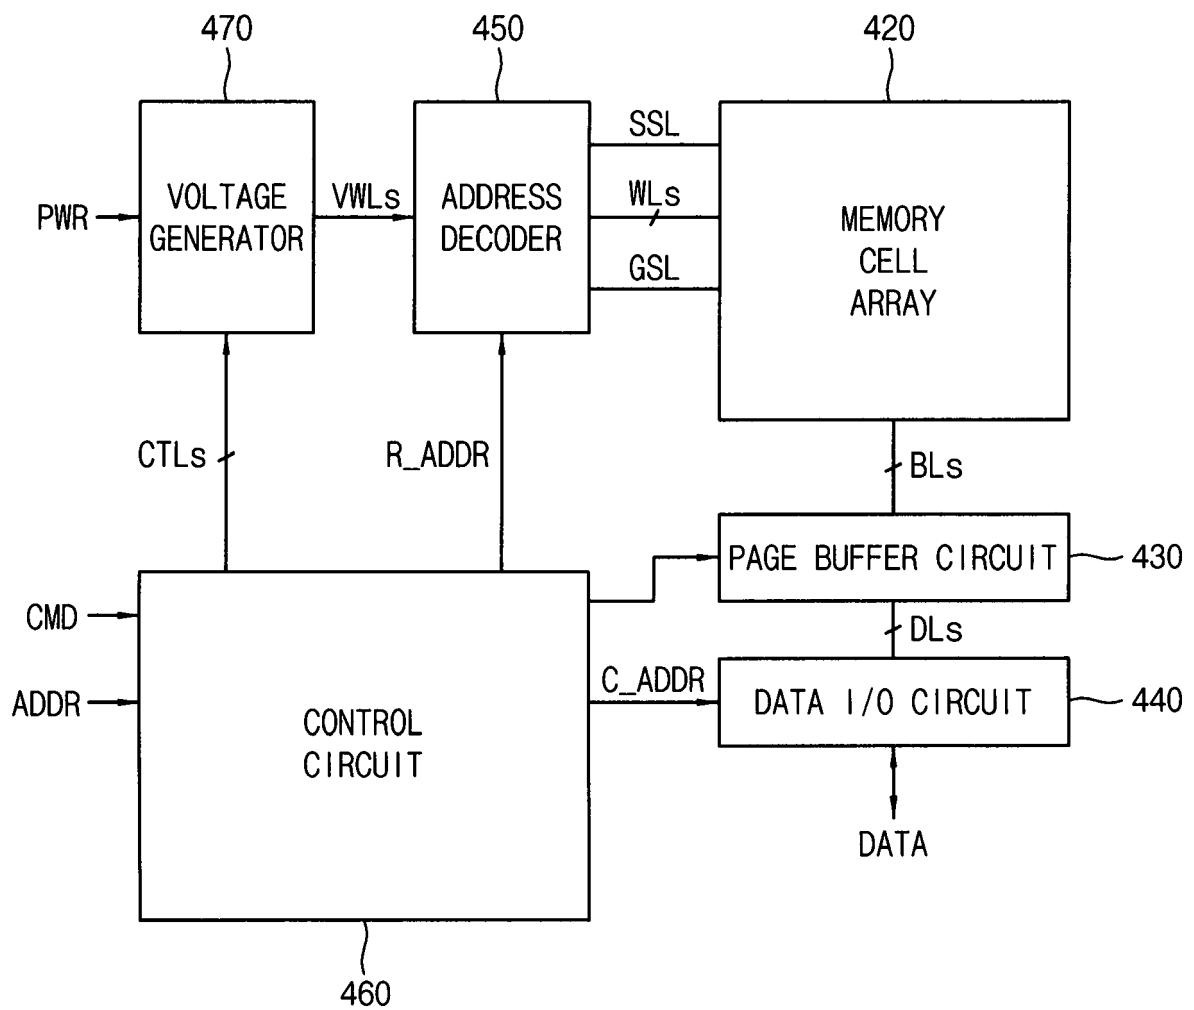 470
450
420
SSL
VOLTAGE
GENERATOR
ADDRESS
DECODER
PWR
VWLs
WLs
MEMORY
CELL
ARRAY
GSL
CTLs
R_ADDR
BLs
PAGE BUFFER CIRCUIT
430
CMD
DLs
C_ADDR
ADDR
DATA I/O CIRCUIT
440
CONTROL
CIRCUIT
DATA
460